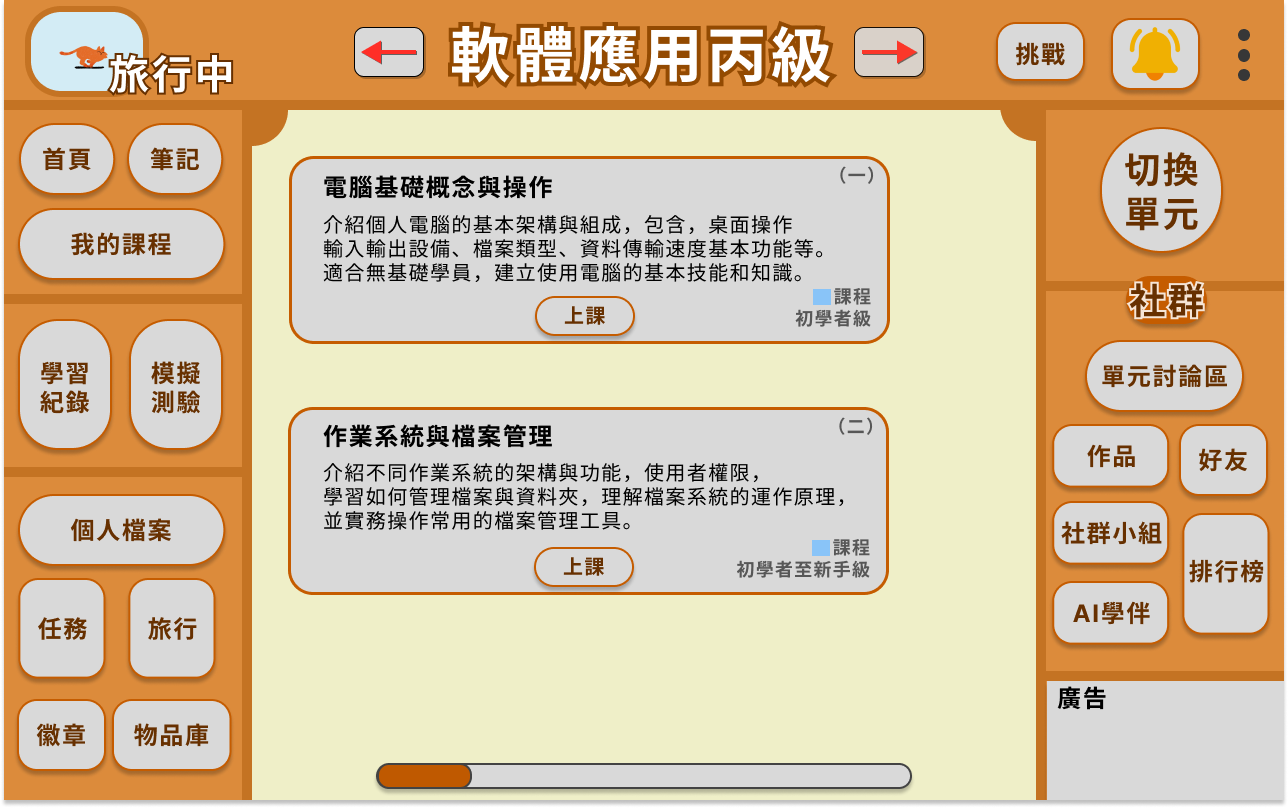 旅行中
軟體應用丙級
挑戰
首頁
筆記
我的課程
學習
紀錄
模擬
測驗
個人檔案
任務
旅行
徽章
物品庫
電腦基礎概念與操作
(一)
介紹個人電腦的基本架構與組成，包含，桌面操作
輸入輸出設備、檔案類型、資料傳輸速度基本功能等。
適合無基礎學員，建立使用電腦的基本技能和知識。
課程
初學者級
上課
作業系統與檔案管理
(二)
介紹不同作業系統的架構與功能，使用者權限，
學習如何管理檔案與資料夾，理解檔案系統的運作原理，
並實務操作常用的檔案管理工具。
課程
初學者至新手級
上課
切換
單元
社群
單元討論區
作品
好友
社群小組
排行榜
AI學伴
廣告